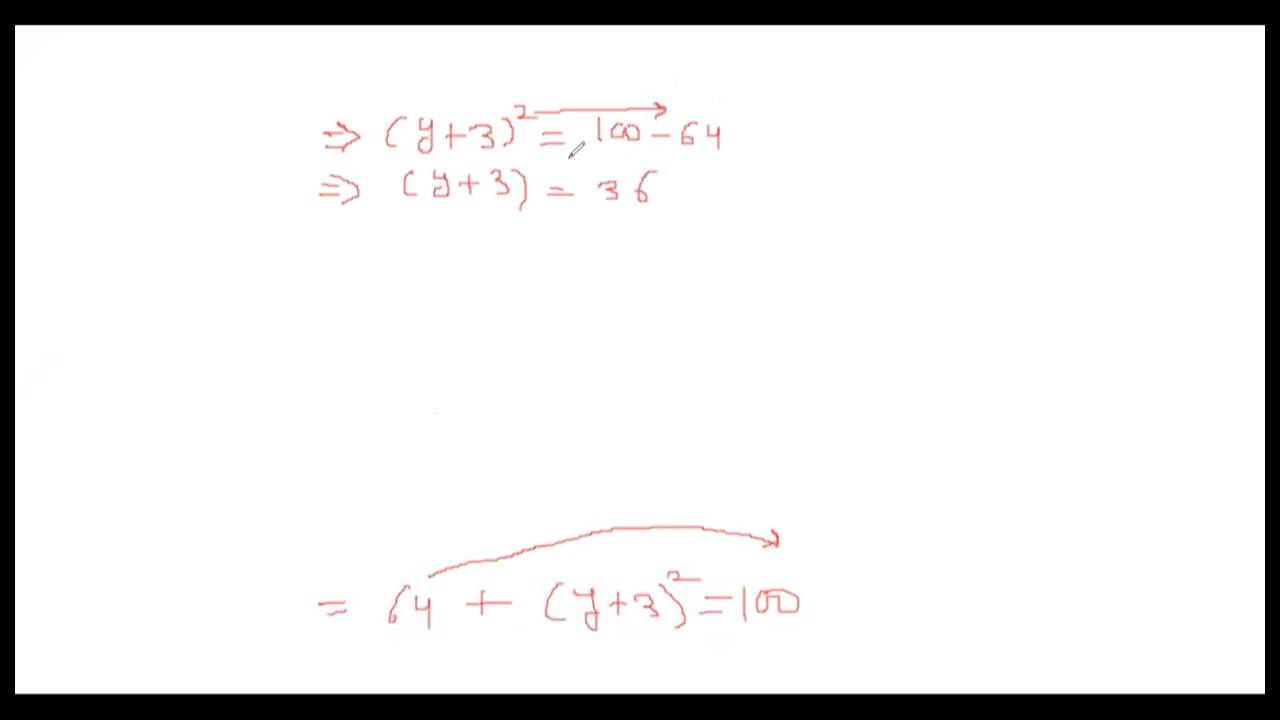 ⇒ (y+3)² = 100-64
⇒ (y+3) = 36
= 64 + (y+3)² = 100